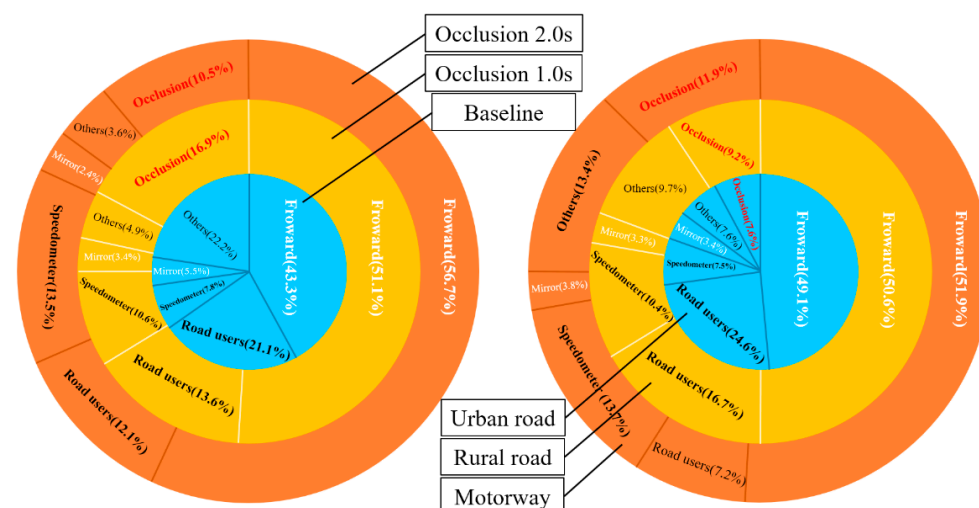 Occlusion 2.0s
Occlusion 1.0s
Baseline
Occlusion(10.5%)
Others(3.6%)
Mirror(2.4%)
Speedometer(13.5%)
Road users(12.1%)
Froward(56.7%)
Occlusion(16.9%)
Others(4.9%)
Mirror(3.4%)
Speedometer(10.6%)
Road users(13.6%)
Froward(51.1%)
Others(22.2%)
Mirror(5.5%)
Speedometer(7.8%)
Road users(21.1%)
Froward(43.3%)
Occlusion(11.9%)
Others(13.4%)
Mirror(3.8%)
Speedometer (13.7%)
Road users(7.2%)
Froward(51.9%)
Occlusion(9.2%)
Others(9.7%)
Mirror(3.3%)
Speedometer(10.4%)
Road users(16.7%)
Froward(50.6%)
Occlusion(7.6%)
Others(7.6%)
Mirror(3.4%)
Speedometer(7.5%)
Road users(24.6%)
Froward(49.1%)
Urban road
Rural road
Motorway